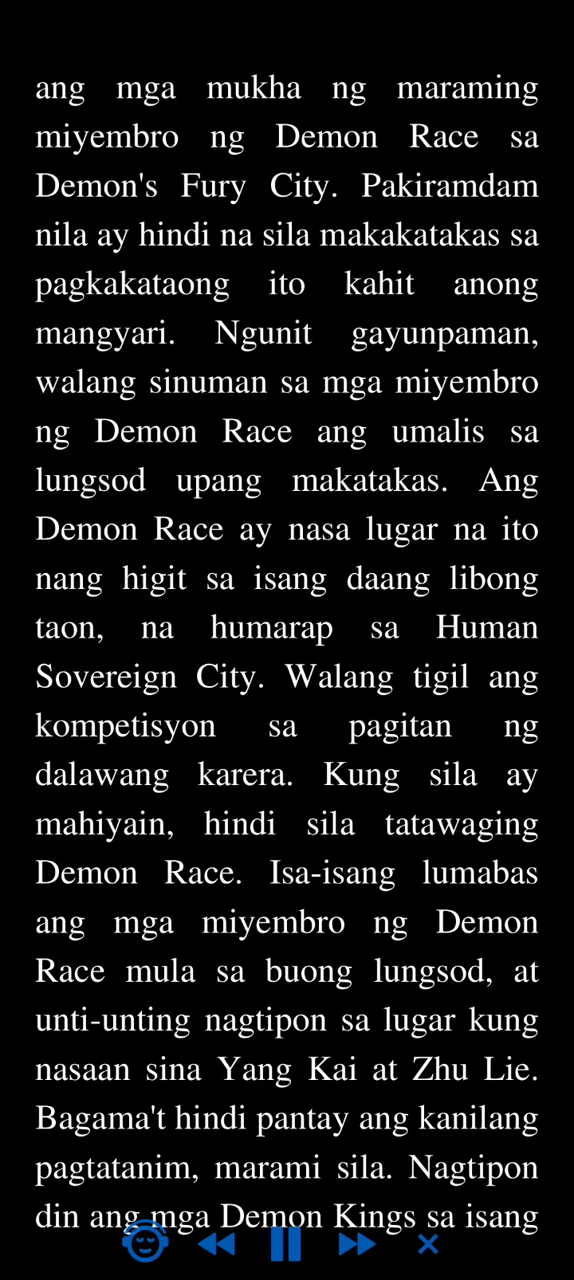 ang mga mukha ng maraming
miyembro ng Demon Race sa
Demon's Fury City. Pakiramdam
nila ay hindi na sila makakatakas sa
pagkakataong ito kahit anong
mangyari. Ngunit gayunpaman,
walang sinuman sa mga miyembro
ng Demon Race ang umalis sa
lungsod upang makatakas. Ang
Demon Race ay nasa lugar na ito
nang higit sa isang daang libong
taon, na humarap sa Human
Sovereign City. Walang tigil ang
kompetisyon sa pagitan ng
dalawang karera. Kung sila ay
mahiyain, hindi sila tatawaging
Demon Race. Isa-isang lumabas
ang mga miyembro ng Demon
Race mula sa buong lungsod, at
unti-unting nagtipon sa lugar kung
nasaan sina Yang Kai at Zhu Lie.
Bagama't hindi pantay ang kanilang
pagtatanim, marami sila. Nagtipon
din ang mga Demon Kings sa isang